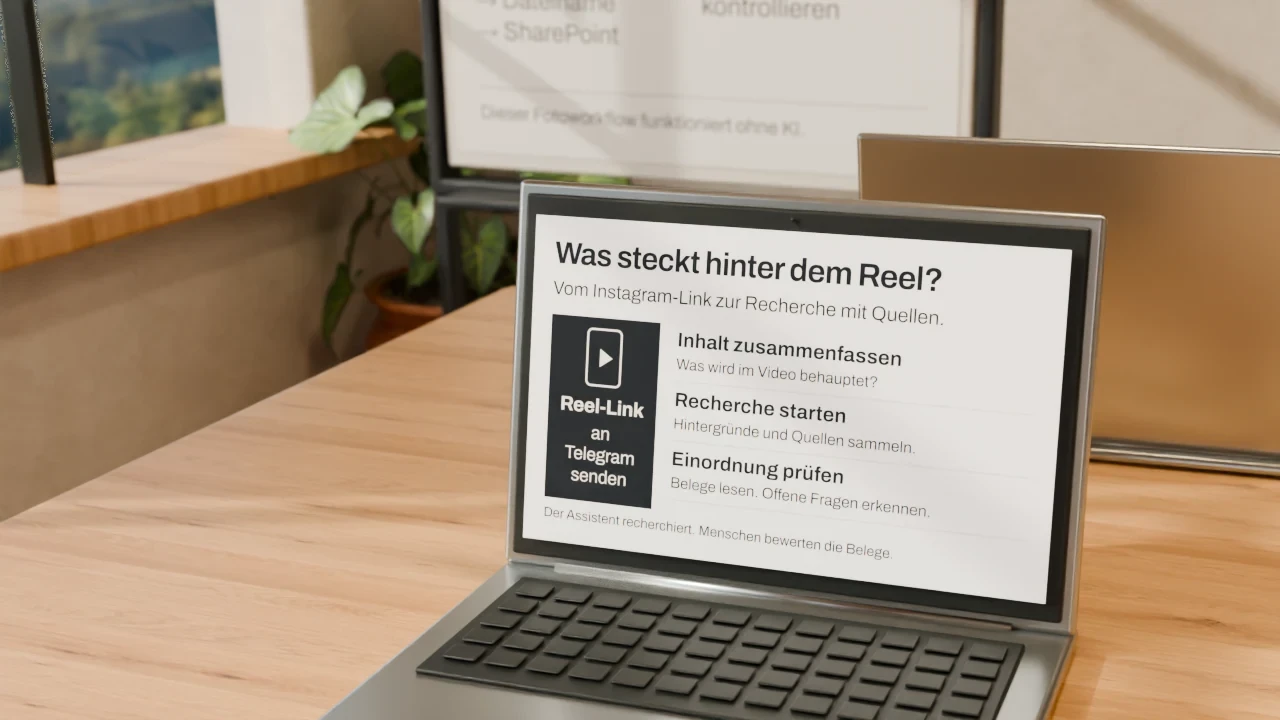 Dateiname
→ SharePoint
kontrollieren
Dieser Fotoworkflow funktioniert ohne KI.
Was steckt hinter dem Reel?
Vom Instagram-Link zur Recherche mit Quellen.
Reel-Link
an
Telegram
senden
Inhalt zusammenfassen
Was wird im Video behauptet?
Recherche starten
Hintergründe und Quellen sammeln.
Einordnung prüfen
Belege lesen. Offene Fragen erkennen.
Der Assistent recherchiert. Menschen bewerten die Belege.